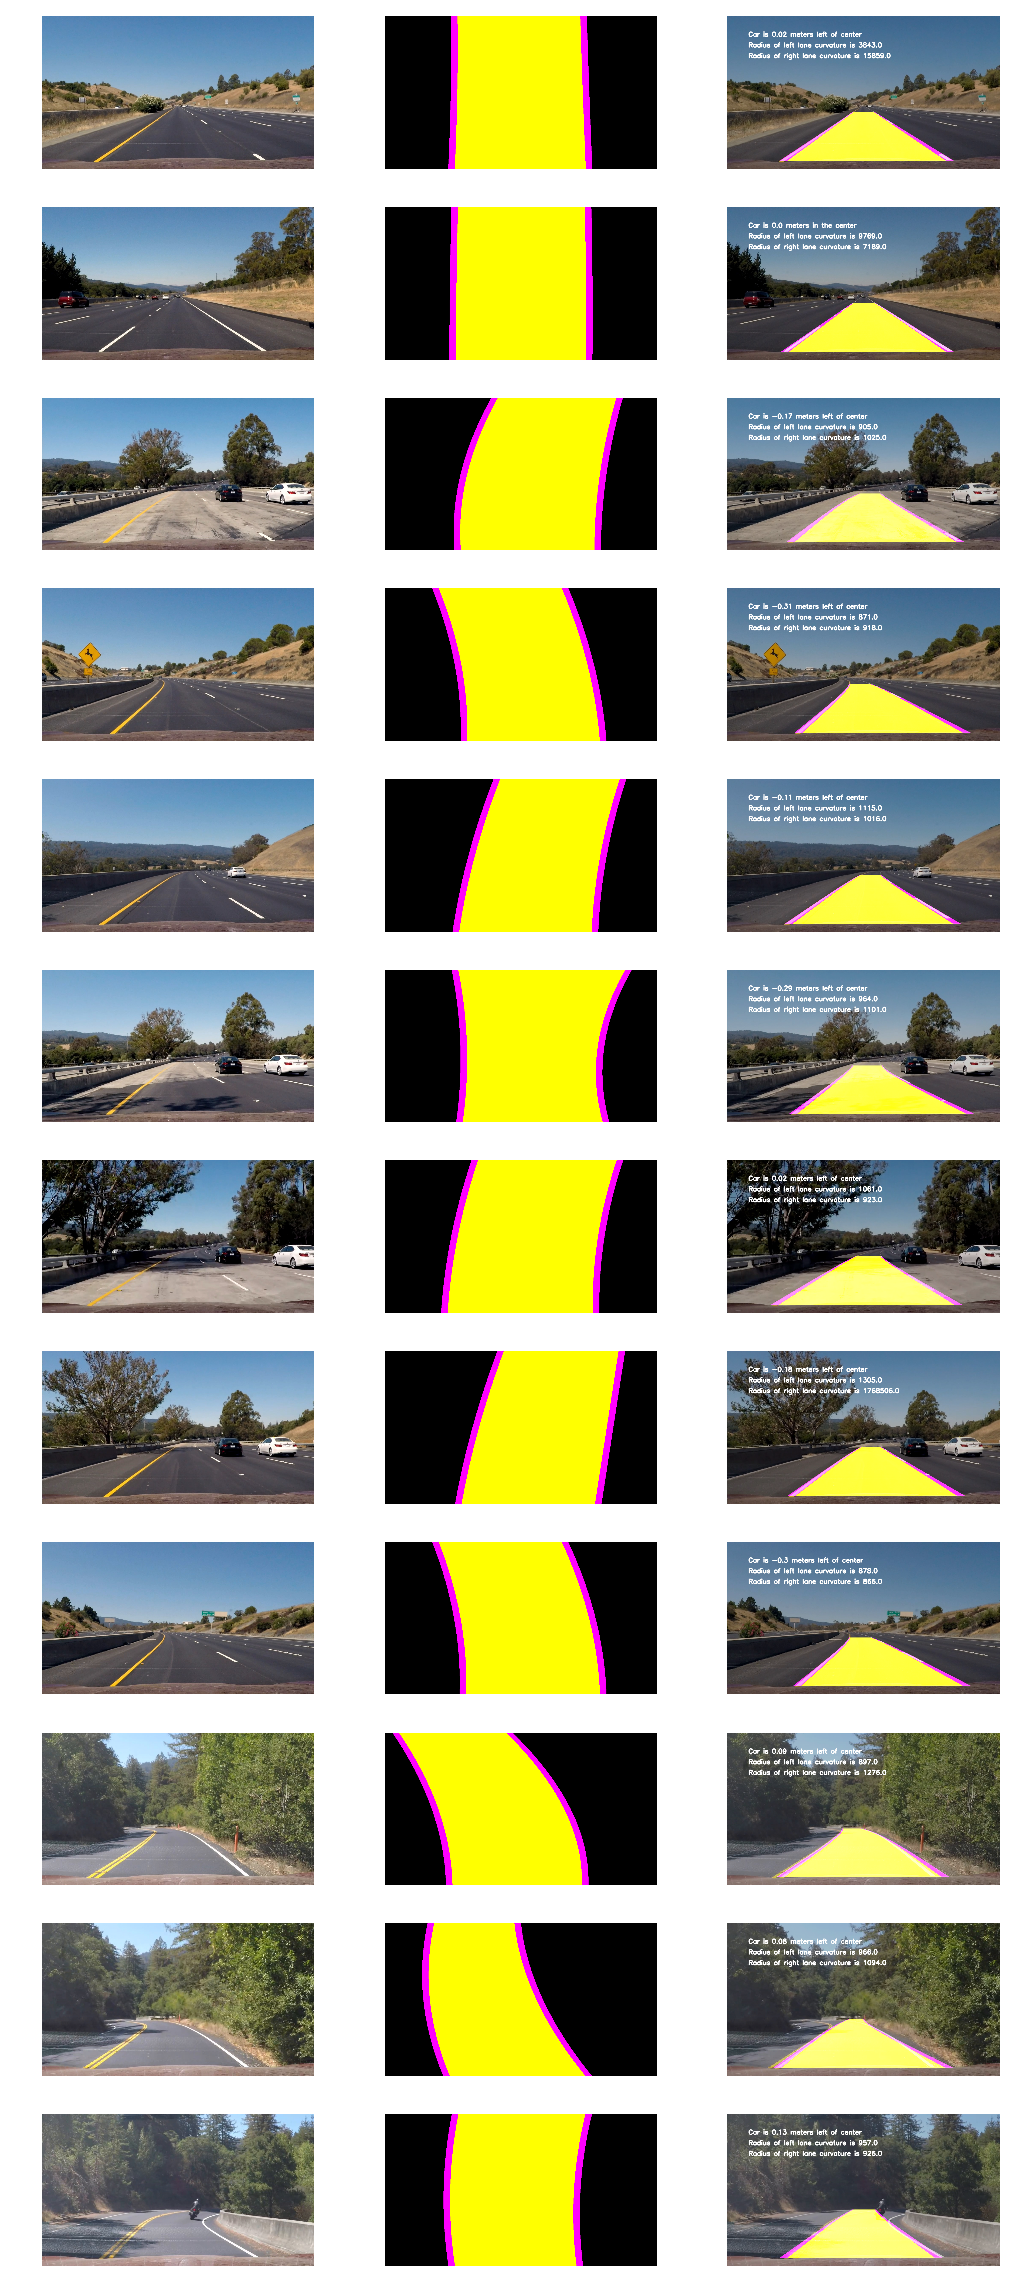 Car is 0.02 meters left of center
Radius of left lane curvature is 3843.0
Radius of right lane curvature is 15859.0
Car is 0.0 meters in the center
Radius of left lane curvature is 9769.0
Radius of right lane curvature is 7189.0
Car is -0.17 meters left of center
Radius of left lane curvature is 905.0
Radius of right lane curvature is 1025.0
Car is -0.31 meters left of center
Radius of left lane curvature is 871.0
Radius of right lane curvature is 918.0
Car is -0.11 meters left of center
Radius of left lane curvature is 1115.0
Radius of right lane curvature is 1016.0
Car is -0.29 meters left of center
Radius of left lane curvature is 964.0
Radius of right lane curvature is 1101.0
Car is 0.02 meters left of center
Radius of left lane curvature is 1081.0
Radius of right lane curvature is 923.0
Car is -0.18 meters left of center
Radius of left lane curvature is 1305.0
Radius of right lane curvature is 1768506.0
Car is -0.3 meters left of center
Radius of left lane curvature is 878.0
Radius of right lane curvature is 866.0
Car is 0.09 meters left of center
Radius of left lane curvature is 897.0
Radius of right lane curvature is 1276.0
Car is 0.06 meters left of center
Radius of left lane curvature is 966.0
Radius of right lane curvature is 1094.0
Car is 0.13 meters left of center
Radius of left lane curvature is 957.0
Radius of right lane curvature is 926.0